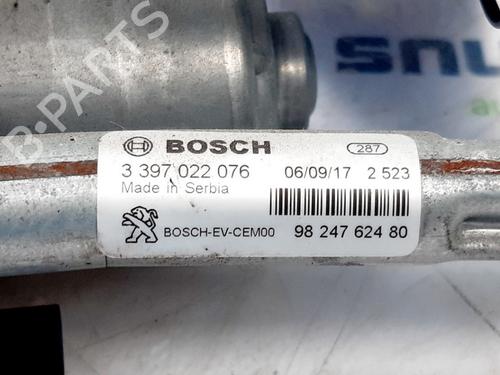 B-PARTS
BOSCH 287
3 397 022 076 06/09/17 2 523
Made in Serbia
BOSCH-EV-CEM00 98 247 624 80